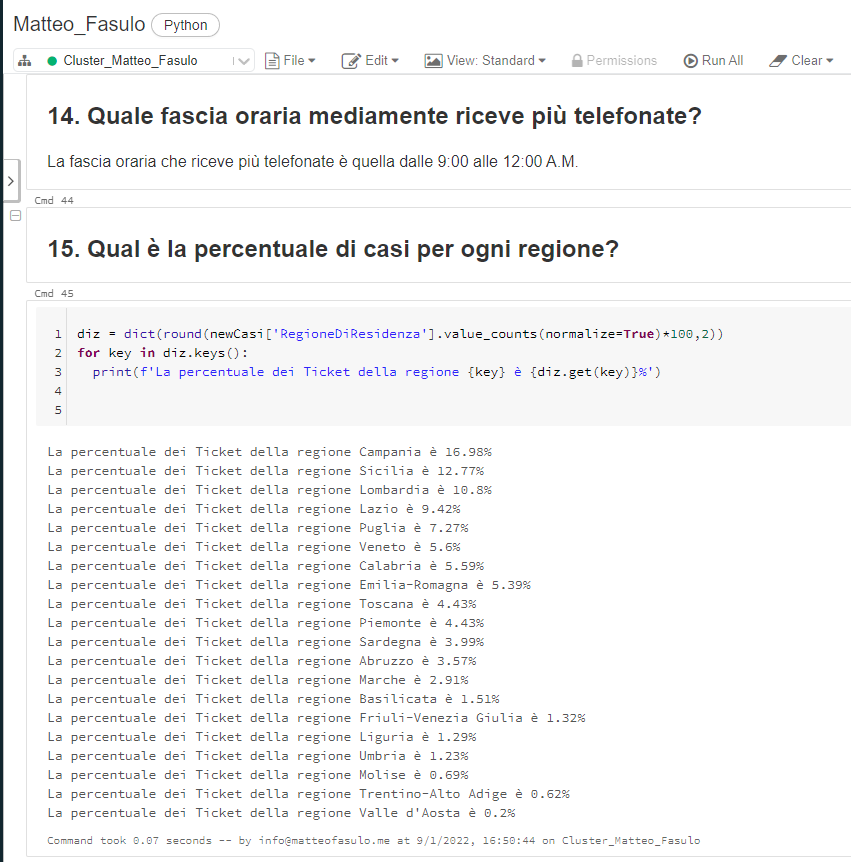 Matteo_Fasulo Python
Cluster_Matteo_Fasulo File Edit View: Standard Permissions Run All Clear
14. Quale fascia oraria mediamente riceve più telefonate?
La fascia oraria che riceve più telefonate è quella dalle 9:00 alle 12:00 A.M.
Cmd 44
15. Qual è la percentuale di casi per ogni regione?
Cmd 45
1 diz = dict(round(newCasi['RegioneDiResidenza'].value_counts(normalize=True)*100,2))
2 for key in diz.keys():
3 print(f'La percentuale dei Ticket della regione {key} è {diz.get(key)}%')
4
5
La percentuale dei Ticket della regione Campania è 16.98%
La percentuale dei Ticket della regione Sicilia è 12.77%
La percentuale dei Ticket della regione Lombardia è 10.8%
La percentuale dei Ticket della regione Lazio è 9.42%
La percentuale dei Ticket della regione Puglia è 7.27%
La percentuale dei Ticket della regione Veneto è 5.6%
La percentuale dei Ticket della regione Calabria è 5.59%
La percentuale dei Ticket della regione Emilia-Romagna è 5.39%
La percentuale dei Ticket della regione Toscana è 4.43%
La percentuale dei Ticket della regione Piemonte è 4.43%
La percentuale dei Ticket della regione Sardegna è 3.99%
La percentuale dei Ticket della regione Abruzzo è 3.57%
La percentuale dei Ticket della regione Marche è 2.91%
La percentuale dei Ticket della regione Basilicata è 1.51%
La percentuale dei Ticket della regione Friuli-Venezia Giulia è 1.32%
La percentuale dei Ticket della regione Liguria è 1.29%
La percentuale dei Ticket della regione Umbria è 1.23%
La percentuale dei Ticket della regione Molise è 0.69%
La percentuale dei Ticket della regione Trentino-Alto Adige è 0.62%
La percentuale dei Ticket della regione Valle d'Aosta è 0.2%
Command took 0.07 seconds -- by info@matteofasulo.me at 9/1/2022, 16:50:44 on Cluster_Matteo_Fasulo